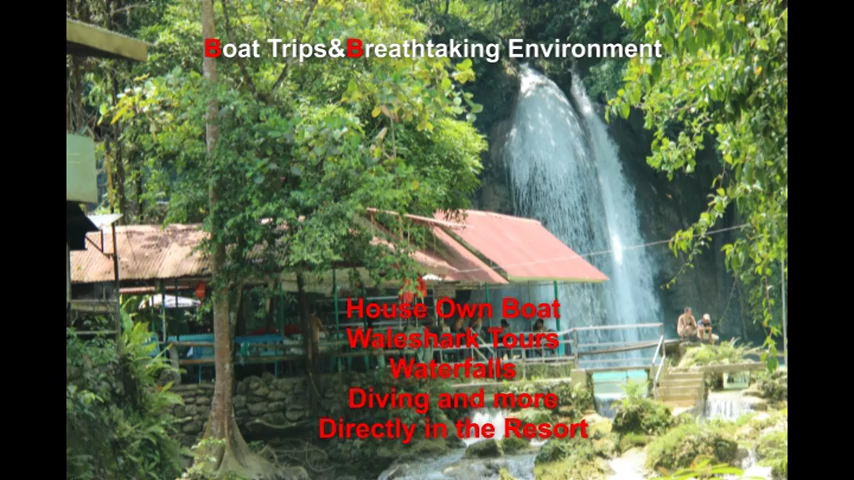 Boat Trips&Breathtaking Environment
House Own Boat
Waleshark Tours
Waterfalls
Diving and more
Directly in the Resort